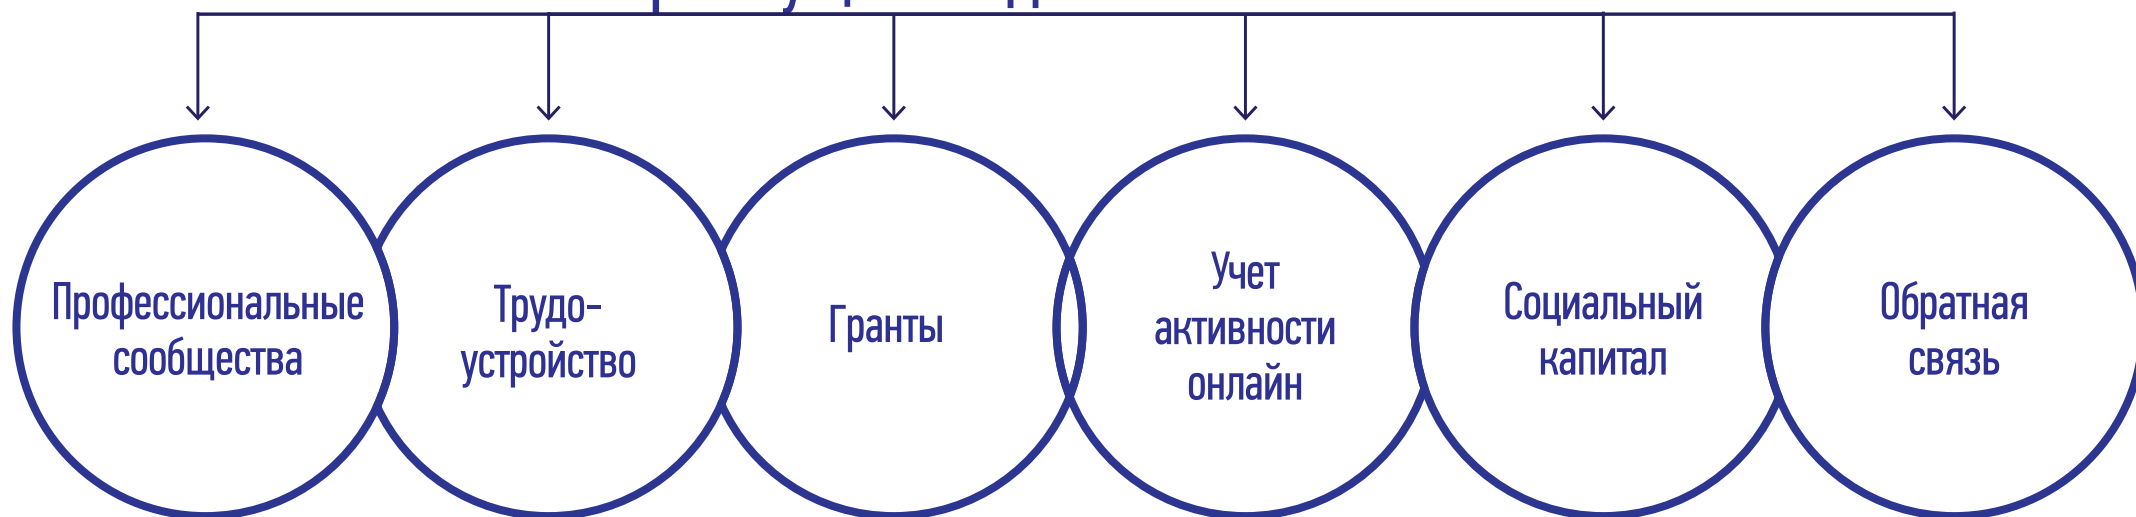 Профессиональные
сообщества
Трудо-
устройство
Гранты
Учет
активности
онлайн
Социальный
капитал
Обратная
связь